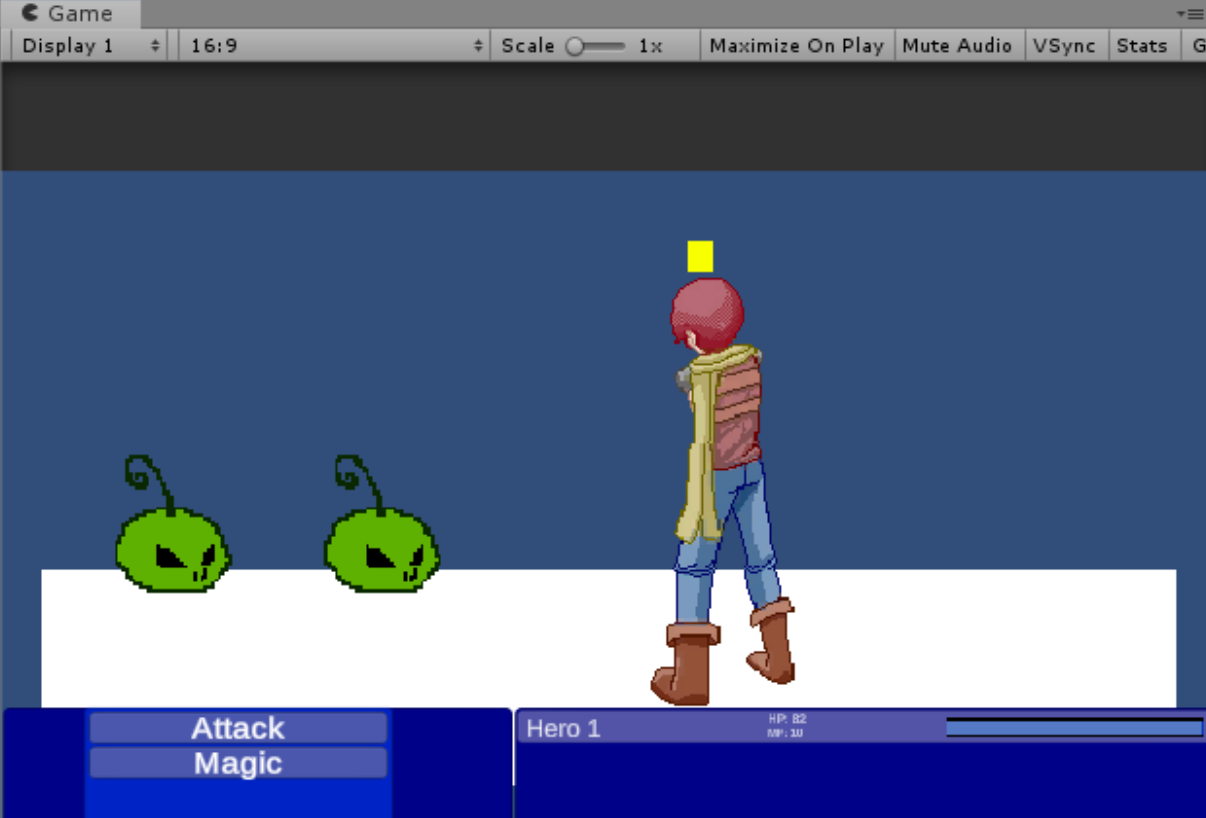 Game
Display 1 16:9 Scale 1x Maximize On Play Mute Audio VSync Stats G
Attack
Magic
Hero 1
HP: 82
MP: 10